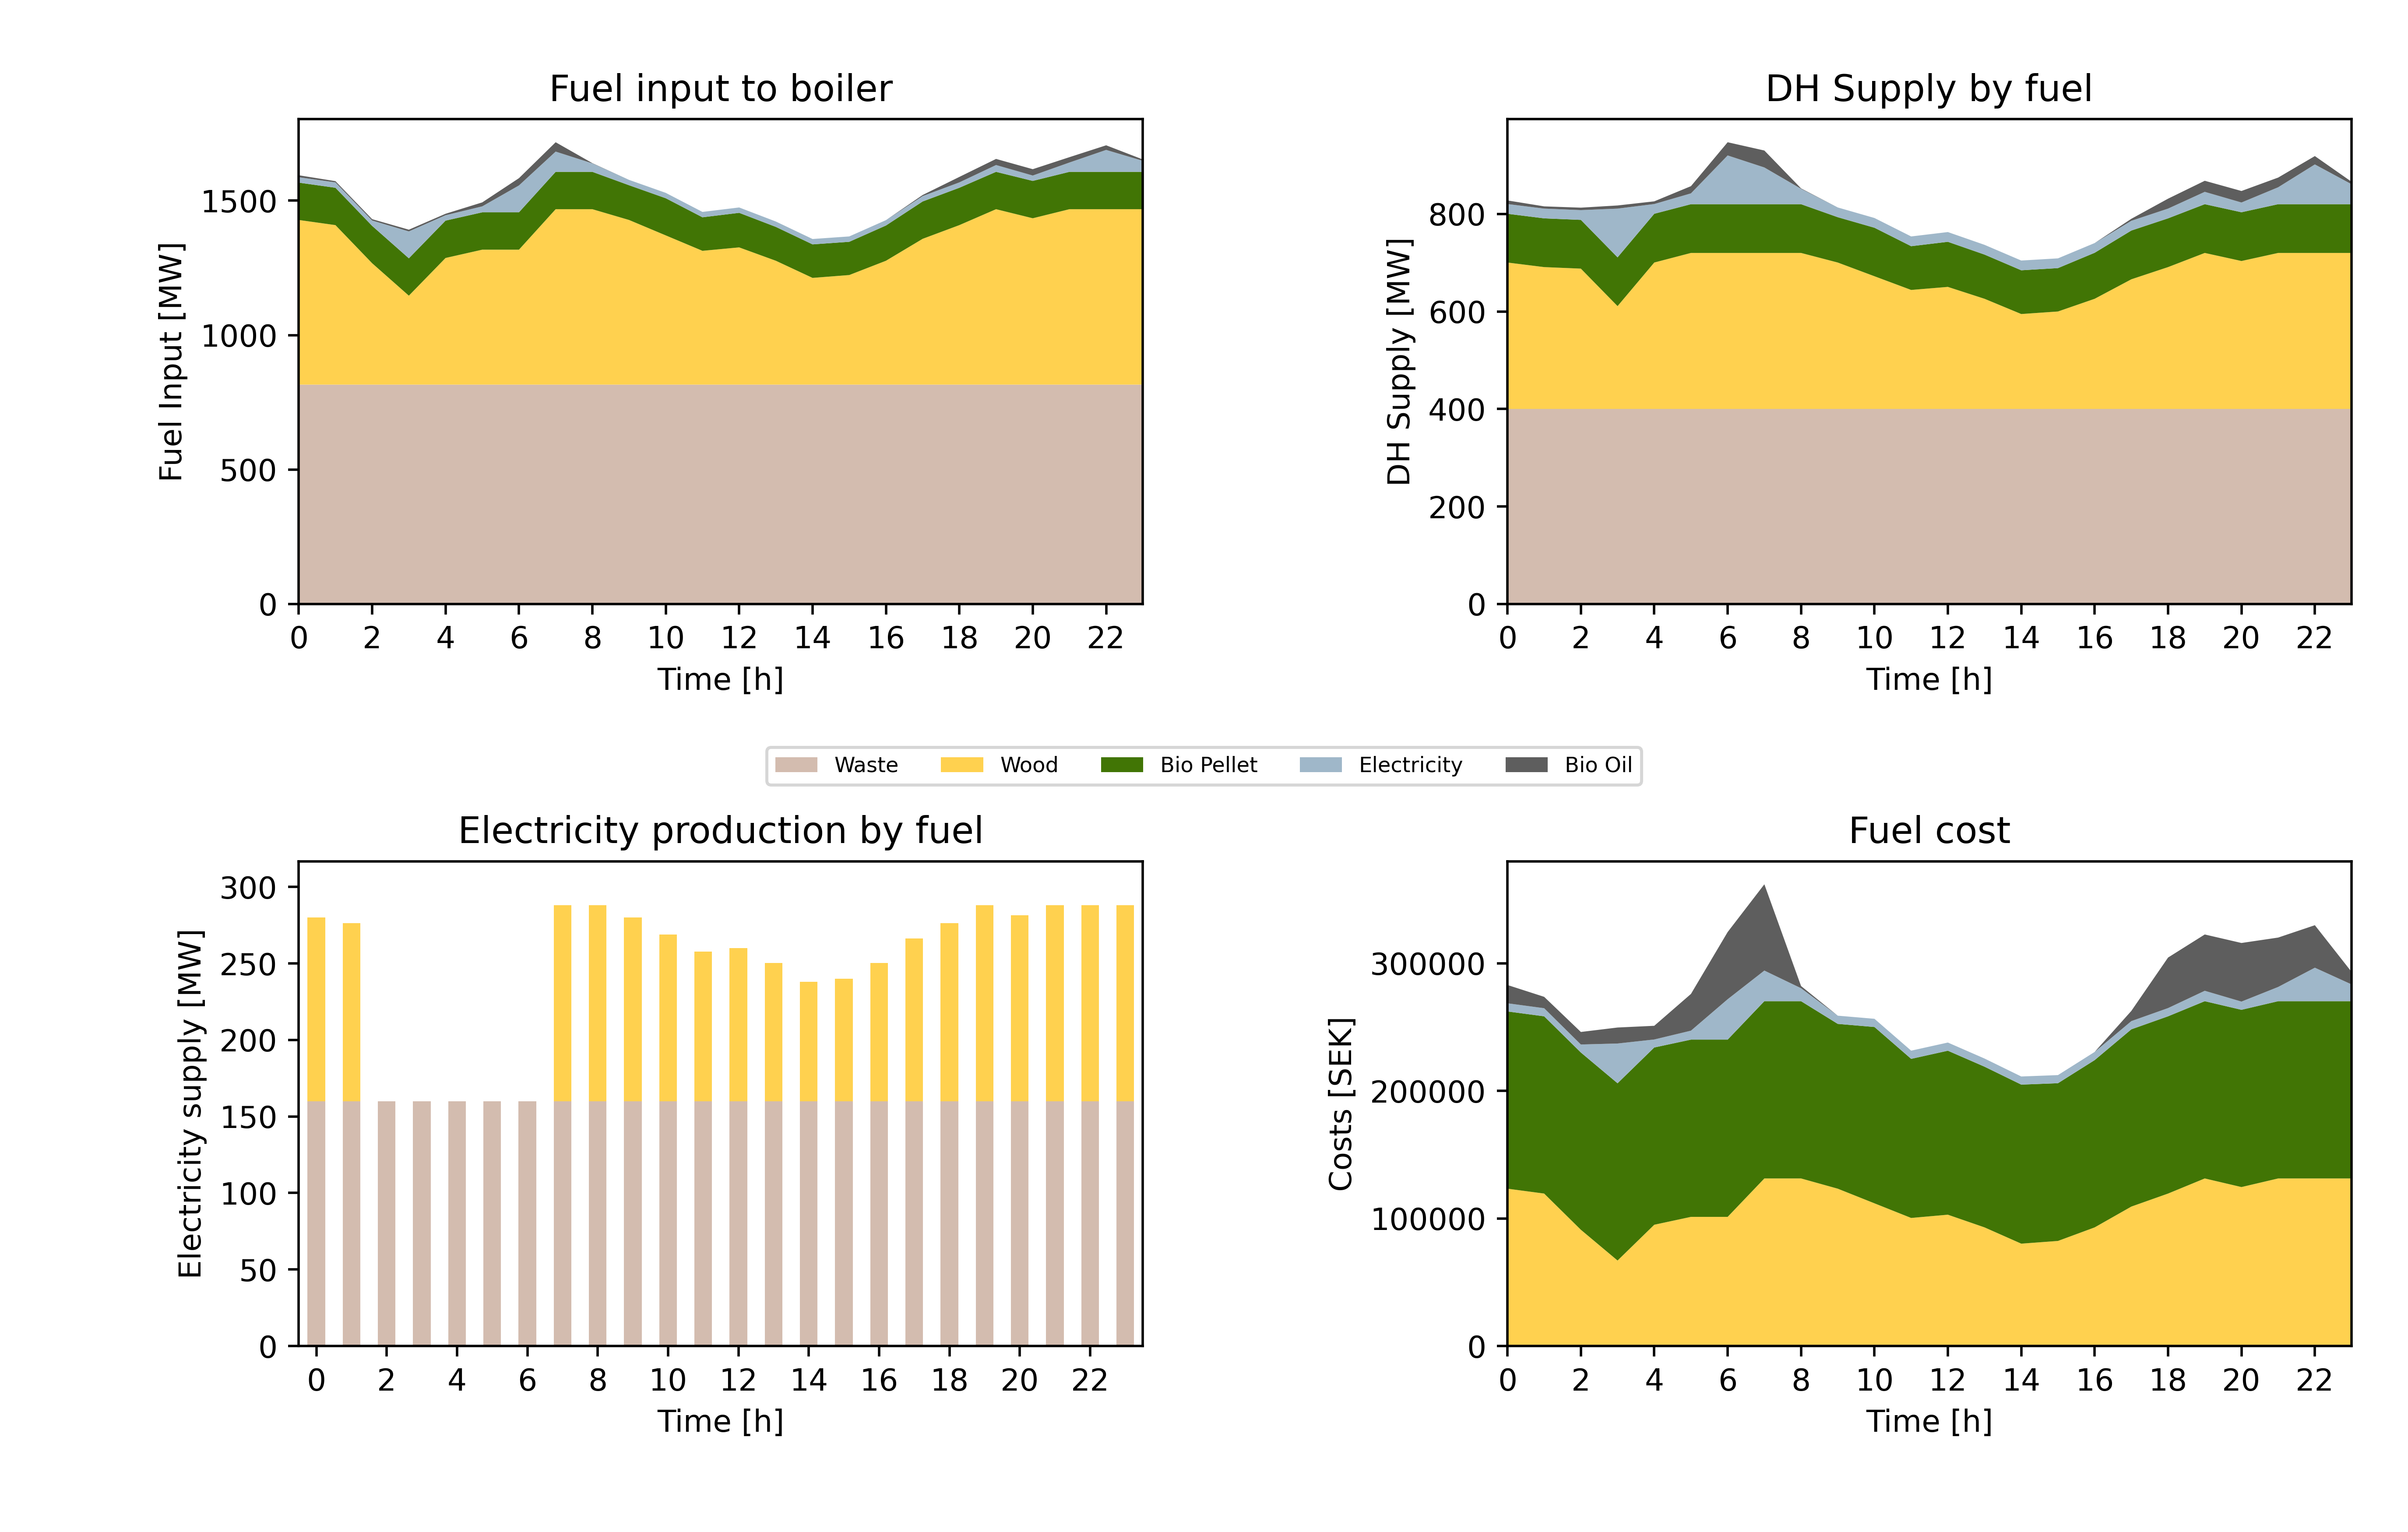 Fuel input to boiler
Fuel Input [MW]
1500
1000
500
0
0 2 4 6 8 10 12 14 16 18 20 22
Time [h]
DH Supply by fuel
DH Supply [MW]
800
600
400
200
0
0 2 4 6 8 10 12 14 16 18 20 22
Time [h]
Waste Wood Bio Pellet Electricity Bio Oil
Electricity production by fuel
Electricity supply [MW]
300
250
200
150
100
50
0
0 2 4 6 8 10 12 14 16 18 20 22
Time [h]
Fuel cost
Costs [SEK]
300000
200000
100000
0
0 2 4 6 8 10 12 14 16 18 20 22
Time [h]